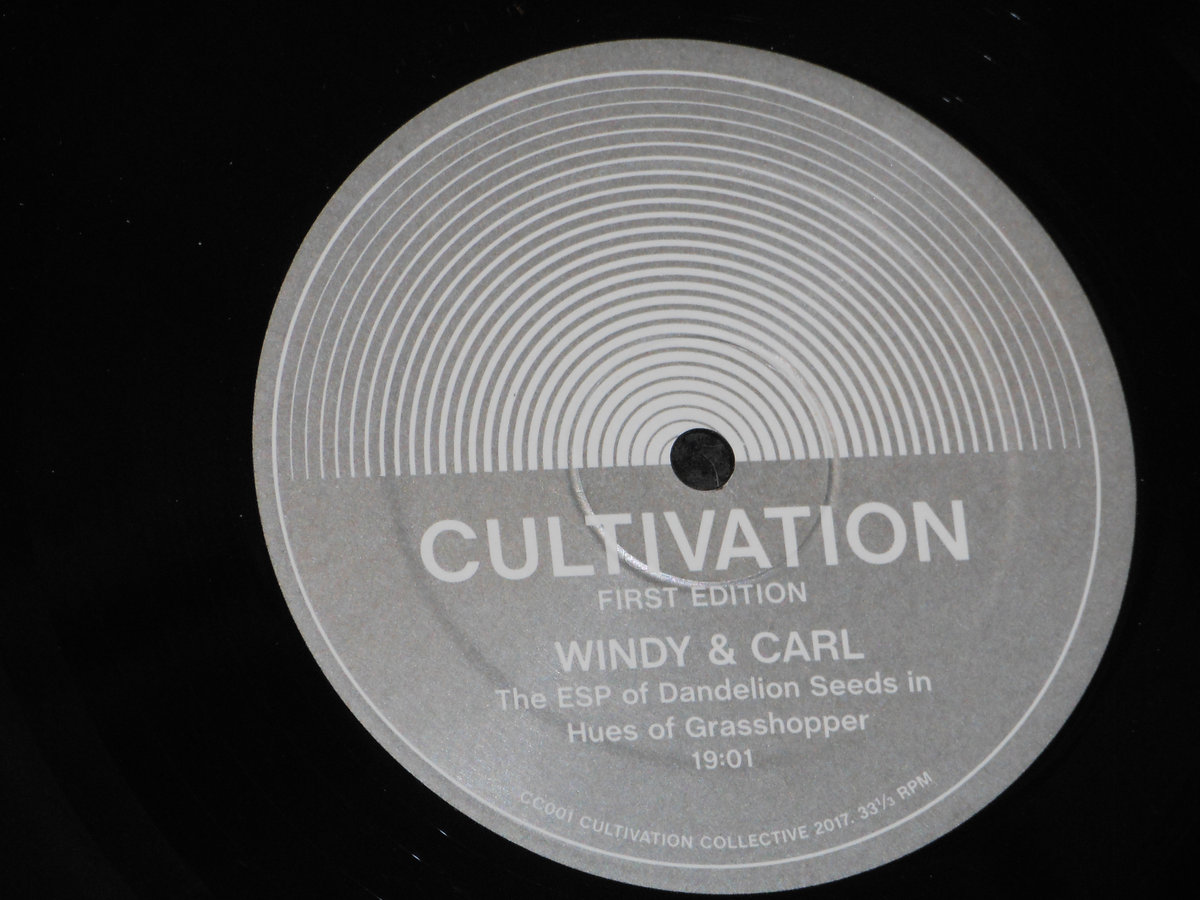 CULTIVATION
FIRST EDITION
WINDY & CARL
The ESP of Dandelion Seeds in
Hues of Grasshopper
19:01
CC001 CULTIVATION COLLECTIVE 2017. 33⅓ RPM